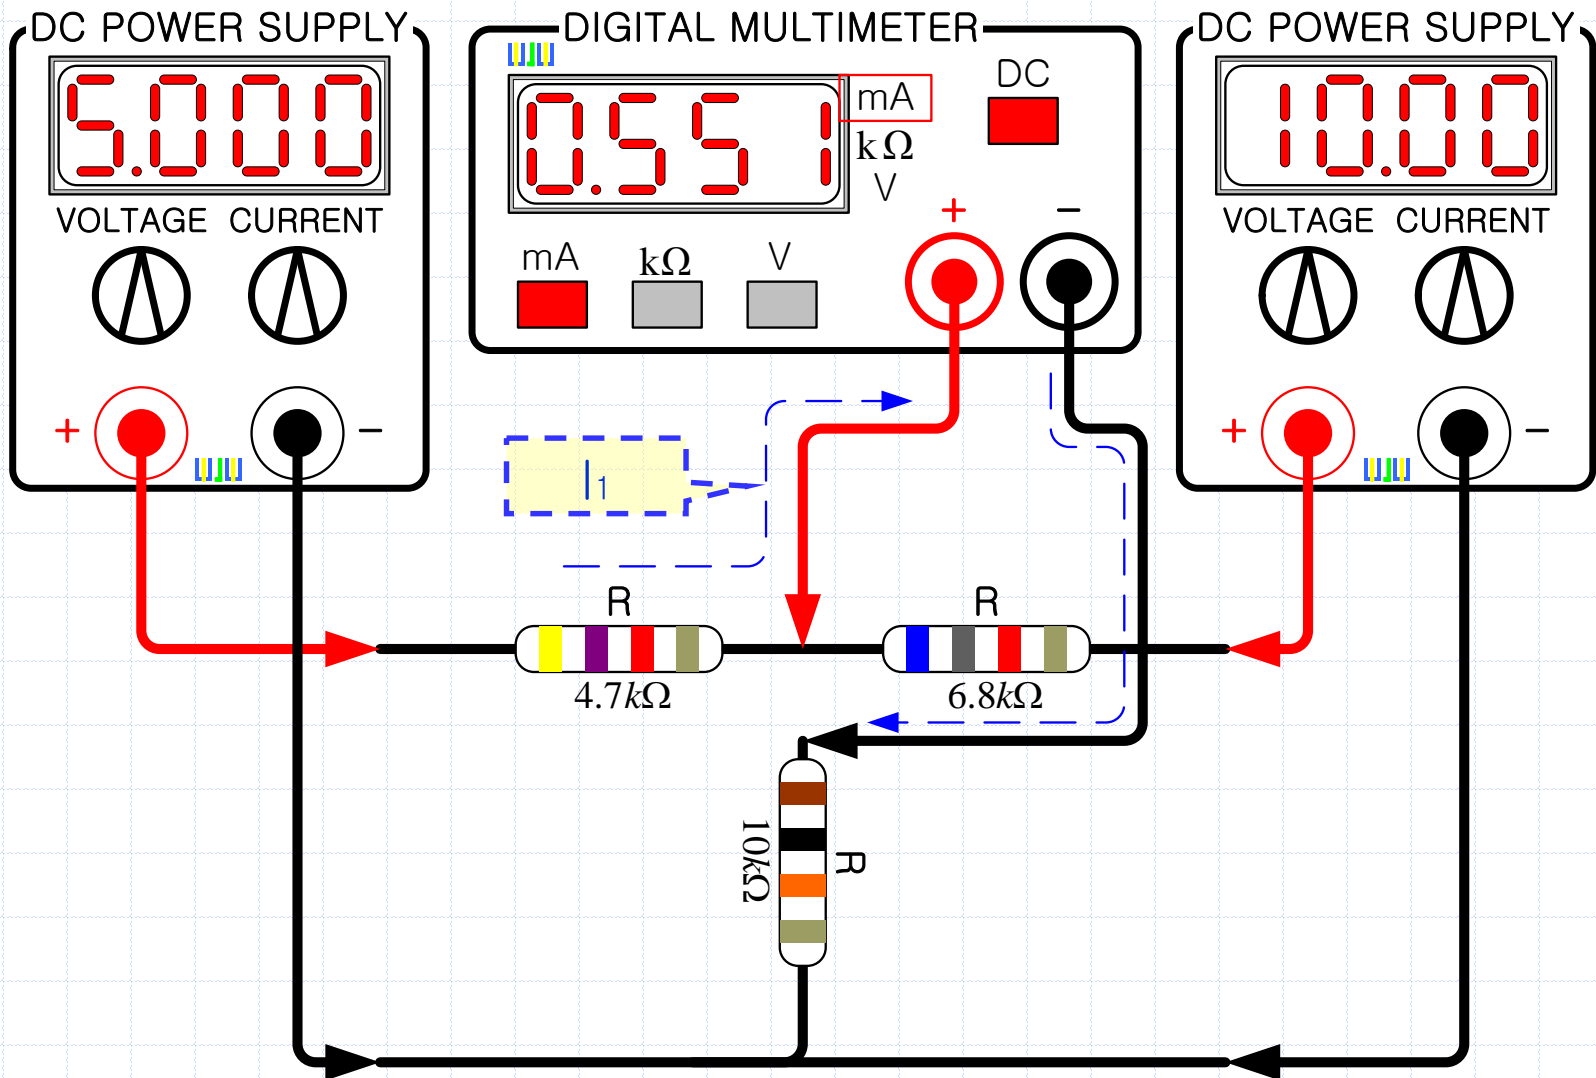 DC POWER SUPPLY
5.000
VOLTAGE CURRENT
+ −
DIGITAL MULTIMETER
0.551
mA
kΩ
V
DC
mA kΩ V
+ −
DC POWER SUPPLY
10.00
VOLTAGE CURRENT
+ −
I1
R
4.7kΩ
R
6.8kΩ
R
10kΩ